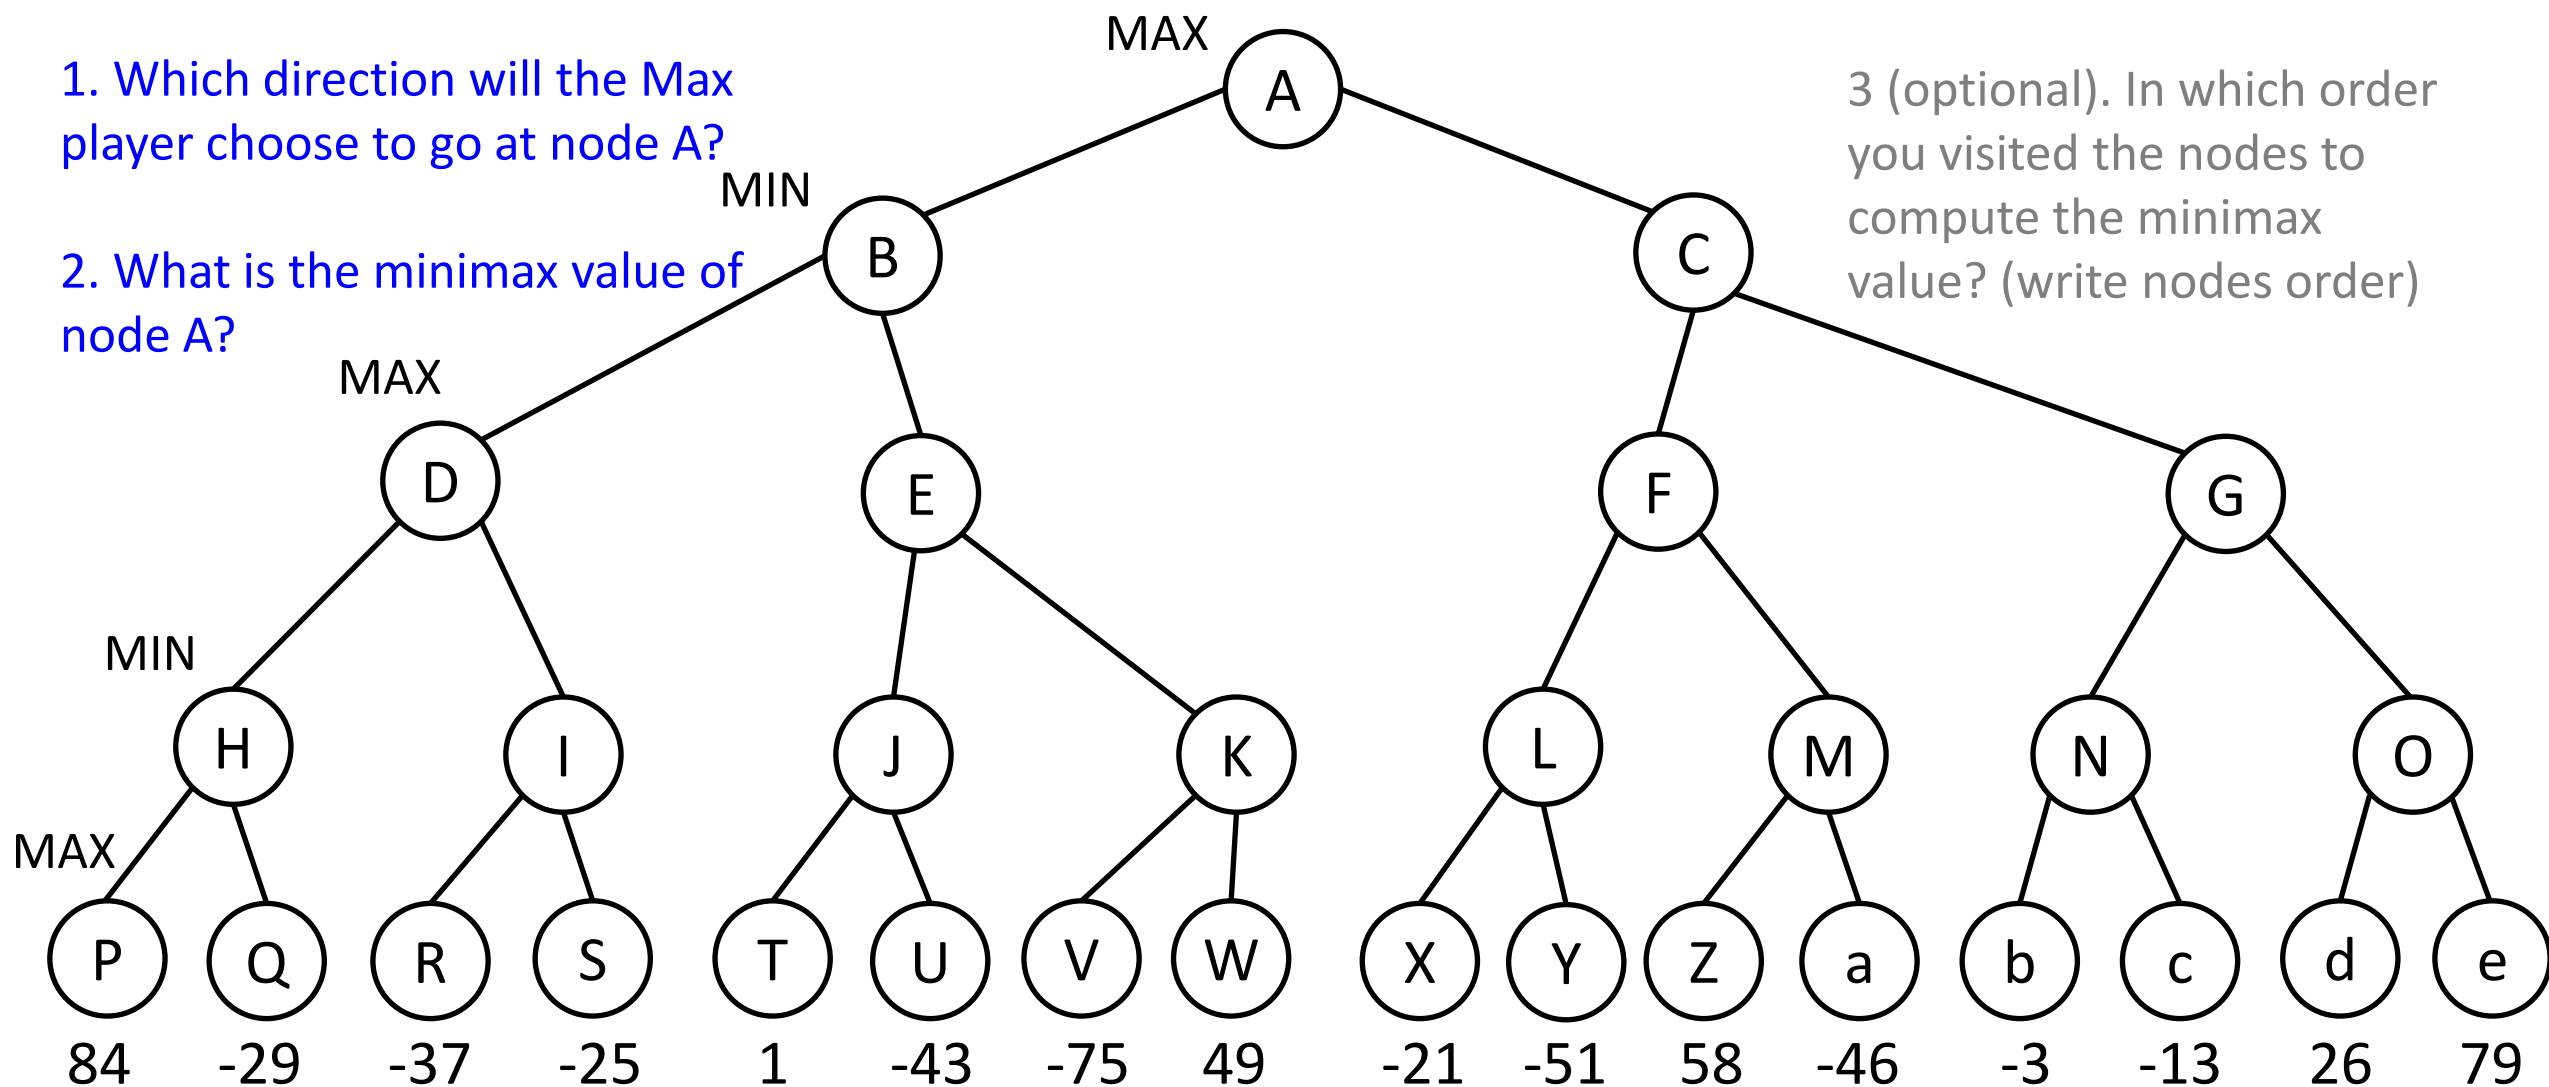 MAX
A
1. Which direction will the Max
player choose to go at node A?
2. What is the minimax value of
node A?
3 (optional). In which order
you visited the nodes to
compute the minimax
value? (write nodes order)
MIN
B
C
MAX
D
E
F
G
MIN
H
I
J
K
L
M
N
O
MAX
P
Q
R
S
T
U
V
W
X
Y
Z
a
b
c
d
e
84
-29
-37
-25
1
-43
-75
49
-21
-51
58
-46
-3
-13
26
79